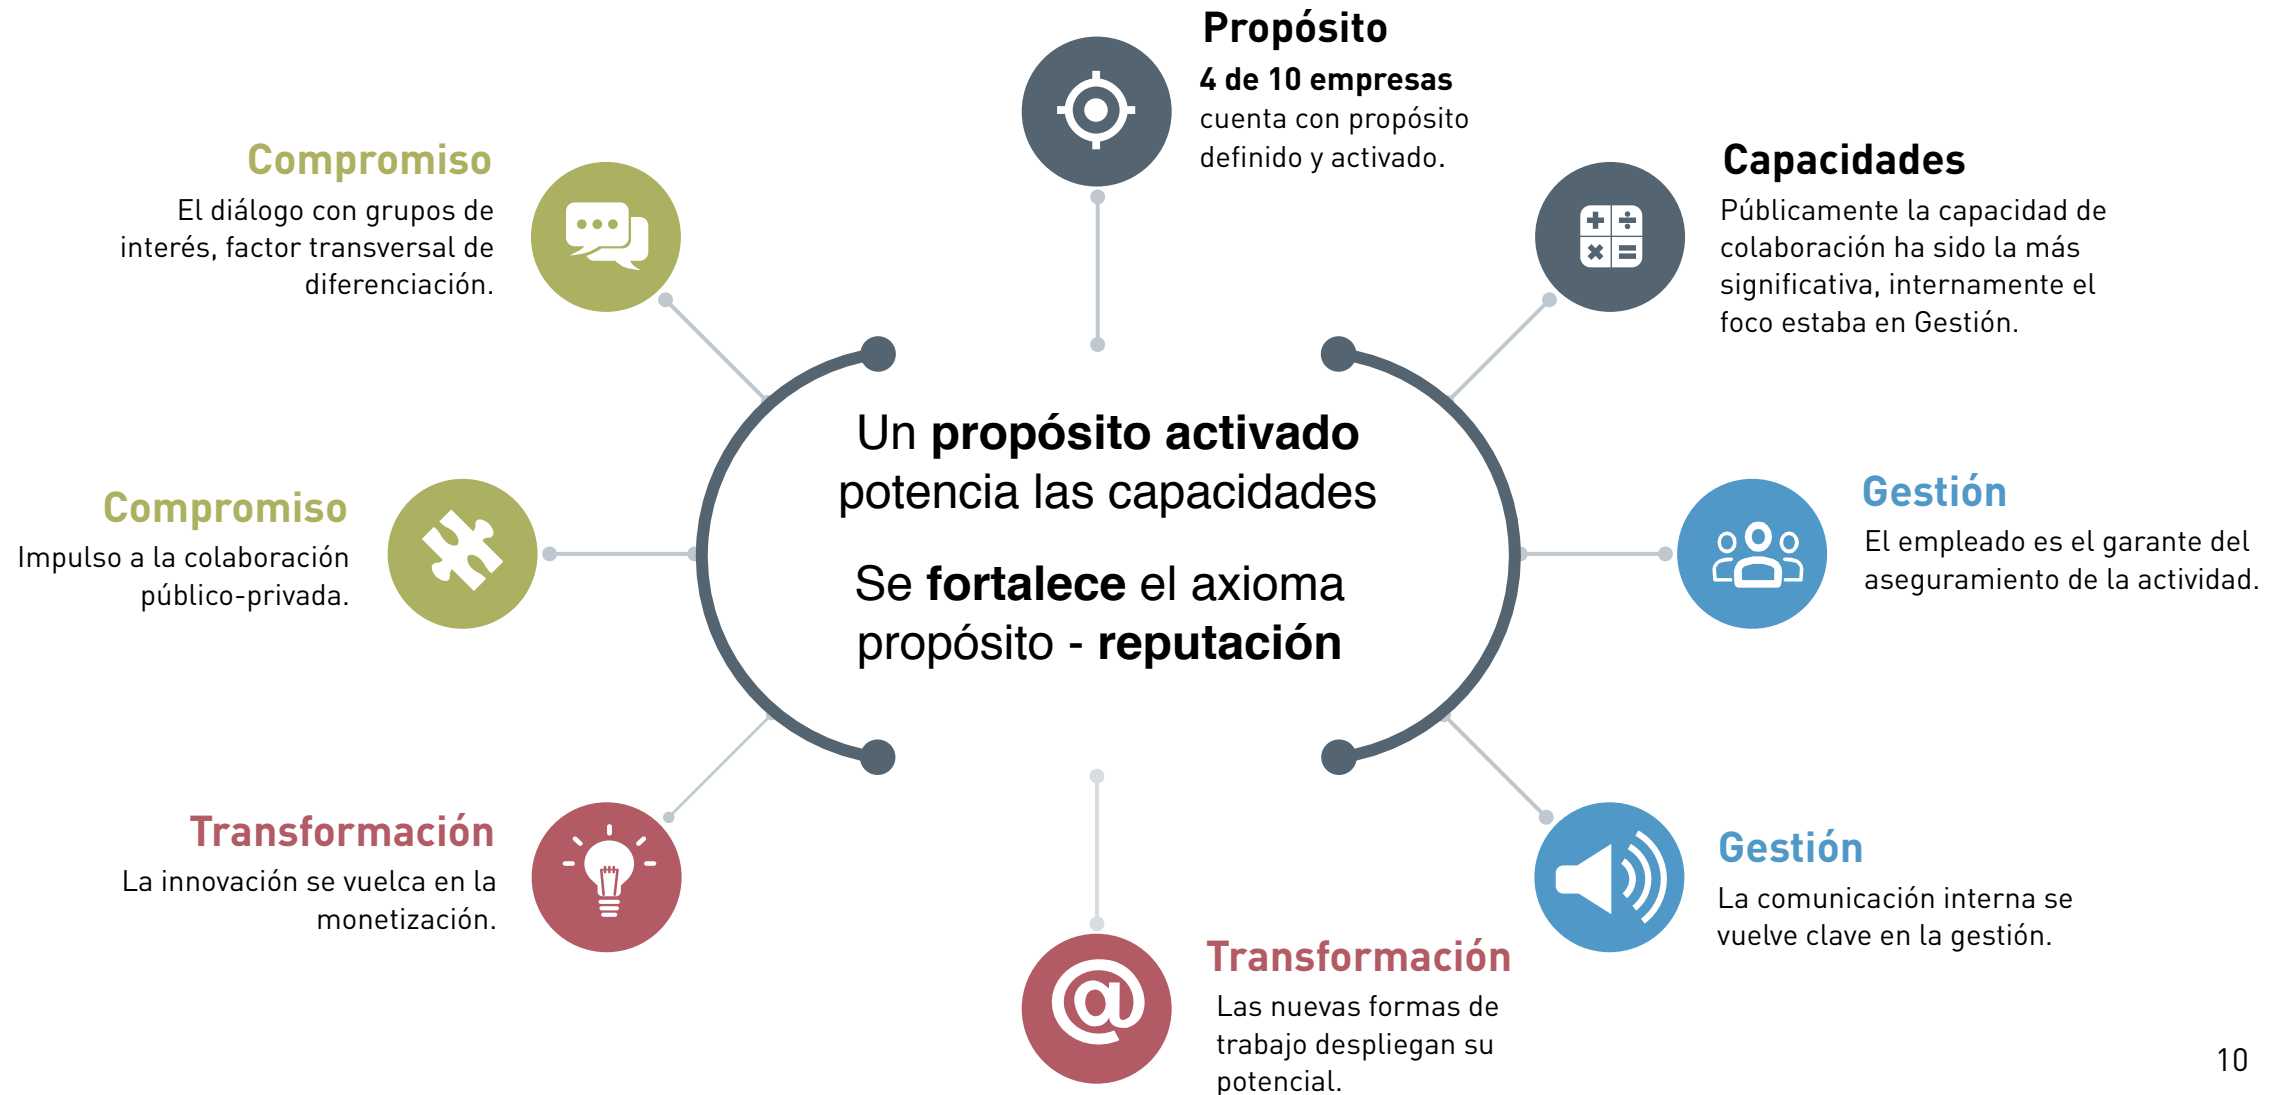 Propósito
4 de 10 empresas
cuenta con propósito
definido y activado.
Capacidades
Públicamente la capacidad de
colaboración ha sido la más
significativa, internamente el
foco estaba en Gestión.
Gestión
El empleado es el garante del
aseguramiento de la actividad.
Gestión
La comunicación interna se
vuelve clave en la gestión.
Transformación
Las nuevas formas de
trabajo despliegan su
potencial.
Transformación
La innovación se vuelca en la
monetización.
Compromiso
Impulso a la colaboración
público-privada.
Compromiso
El diálogo con grupos de
interés, factor transversal de
diferenciación.
Un propósito activado
potencia las capacidades
Se fortalece el axioma
propósito - reputación
10